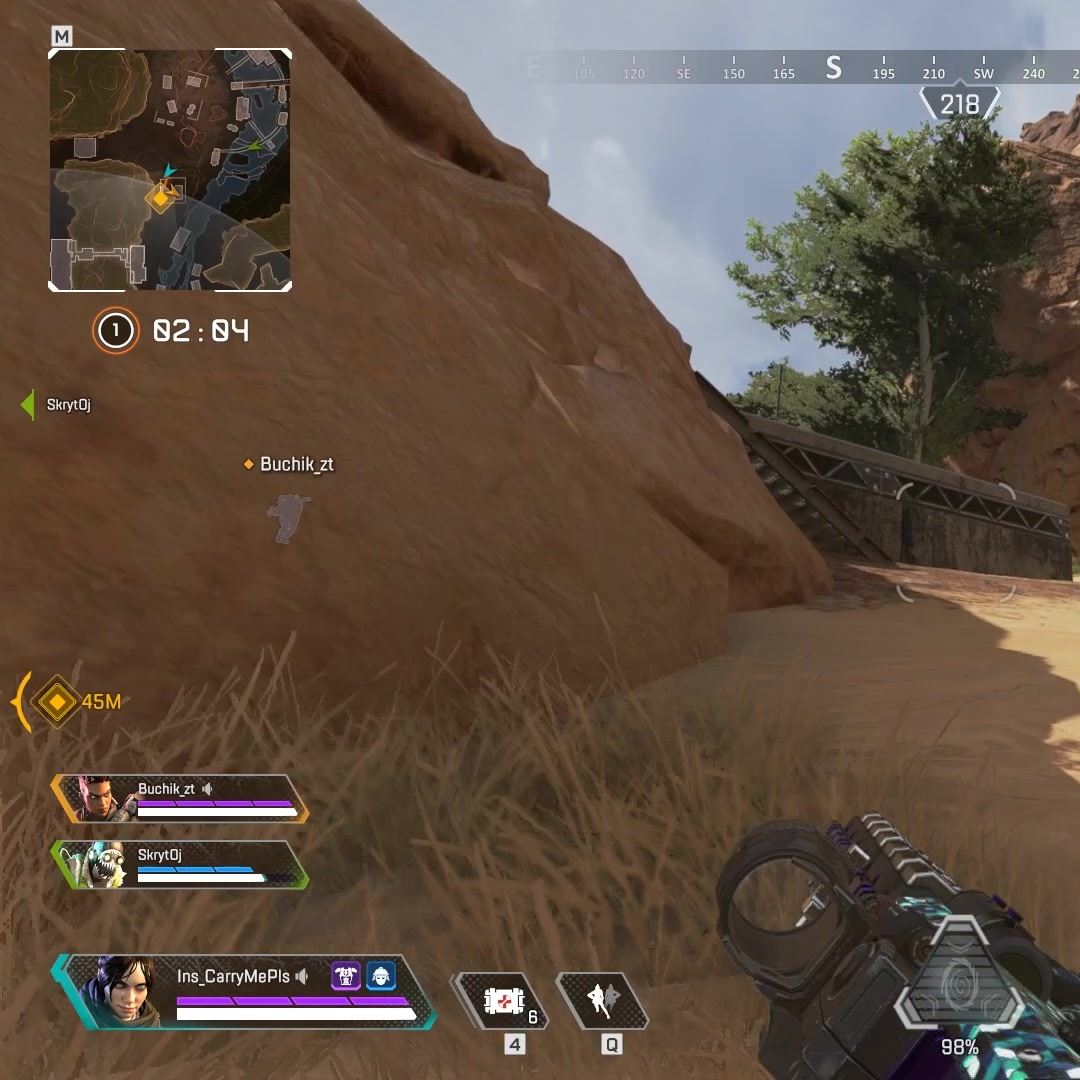 M
E 105 120 SE 150 165 S 195 210 SW 240
218
1 02:04
SkrytOj
Buchik_zt
45M
Buchik_zt
SkrytOj
Ins_CarryMePls
6
4 Q
98%